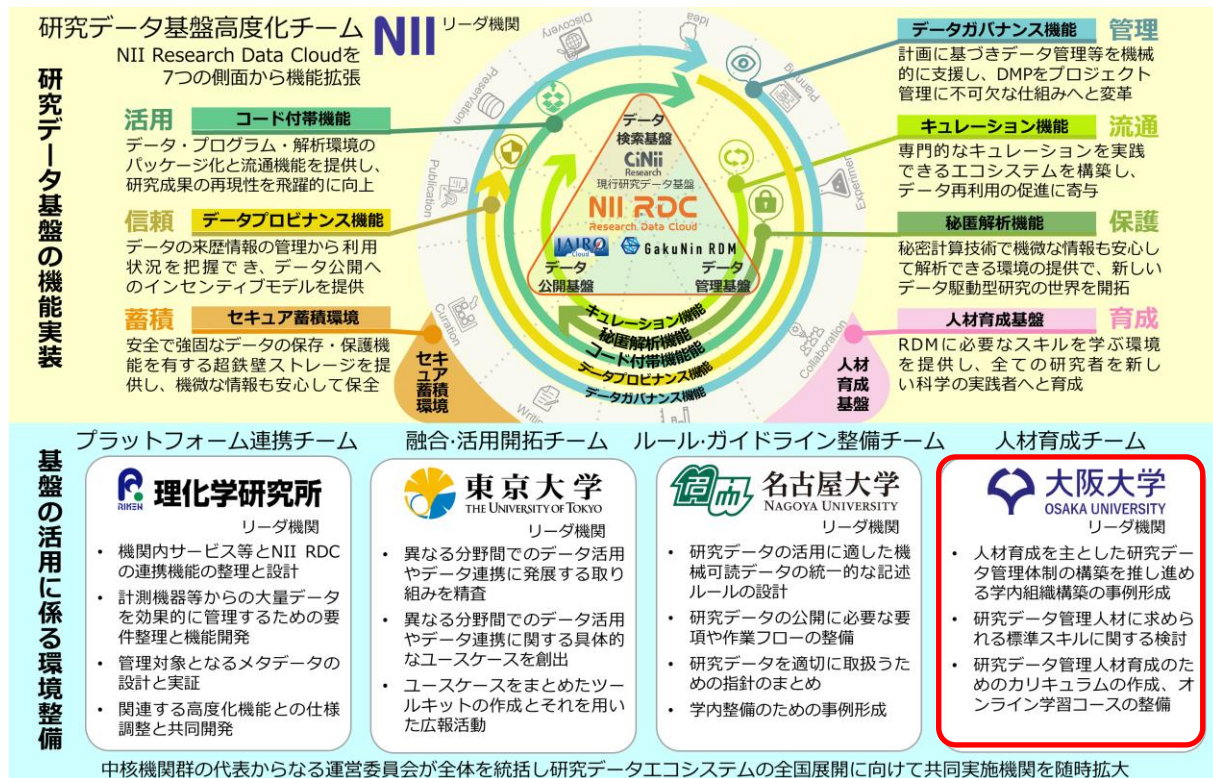 研究データ基盤高度化チーム
NII リーダ機関
NII Research Data Cloudを
7つの側面から機能拡張
研究データ基盤の機能実装
活用 コード付帯機能
データ・プログラム・解析環境の
パッケージ化と流通機能を提供し、
研究成果の再現性を飛躍的に向上
信頼 データプロビナンス機能
データの来歴情報の管理から利用
状況を把握でき、データ公開へ
のインセンティブモデルを提供
蓄積 セキュア蓄積環境
安全で強固なデータの保存・保護機
能を有する超鉄壁ストレージを提
供し、機微な情報も安心して保全
Discovery
Idea
Preservation
Planning
Publication
Experiment
Curation
Collaboration
Writing
データ
検索基盤
CiNii
Research
現行研究データ基盤
NII RDC
Research Data Cloud
JAIRO
Cloud
GakuNin RDM
データ
公開基盤
データ
管理基盤
キュレーション機能
秘匿解析機能
コード付帯機能能
データプロビナンス機能
データガバナンス機能
セキュア蓄積環境
人材
育成
基盤
データガバナンス機能 管理
計画に基づきデータ管理等を機械
的に支援し、DMPをプロジェクト
管理に不可欠な仕組みへと変革
キュレーション機能 流通
専門的なキュレーションを実践
できるエコシステムを構築し、
データ再利用の促進に寄与
秘匿解析機能 保護
秘密計算技術で機微な情報も安心し
て解析できる環境の提供で、新しい
データ駆動型研究の世界を開拓
人材育成基盤 育成
RDMに必要なスキルを学ぶ環境
を提供し、全ての研究者を新し
い科学の実践者へと育成
基盤の活用に係る環境整備
プラットフォーム連携チーム
RIKEN 理化学研究所
リーダ機関
• 機関内サービス等とNII RDC
の連携機能の整理と設計
• 計測機器等からの大量データ
を効果的に管理するための要
件整理と機能開発
• 管理対象となるメタデータの
設計と実証
• 関連する高度化機能との仕様
調整と共同開発
融合・活用開拓チーム
東京大学
THE UNIVERSITY OF TOKYO
リーダ機関
• 異なる分野間でのデータ活用
やデータ連携に発展する取り
組みを精査
• 異なる分野間でのデータ活用
やデータ連携に関する具体的
なユースケースを創出
• ユースケースをまとめたツー
ルキットの作成とそれを用い
た広報活動
ルール・ガイドライン整備チーム
名古屋大学
NAGOYA UNIVERSITY
リーダ機関
• 研究データの活用に適した機
械可読データの統一的な記述
ルールの設計
• 研究データの公開に必要な要
項や作業フローの整備
• 研究データを適切に取扱うた
めの指針のまとめ
• 学内整備のための事例形成
人材育成チーム
大阪大学
OSAKA UNIVERSITY
リーダ機関
• 人材育成を主とした研究デー
タ管理体制の構築を推し進め
る学内組織構築の事例形成
• 研究データ管理人材に求めら
れる標準スキルに関する検討
• 研究データ管理人材育成のた
めのカリキュラムの作成、オ
ンライン学習コースの整備
中核機関群の代表からなる運営委員会が全体を統括し研究データエコシステムの全国展開に向けて共同実施機関を随時拡大